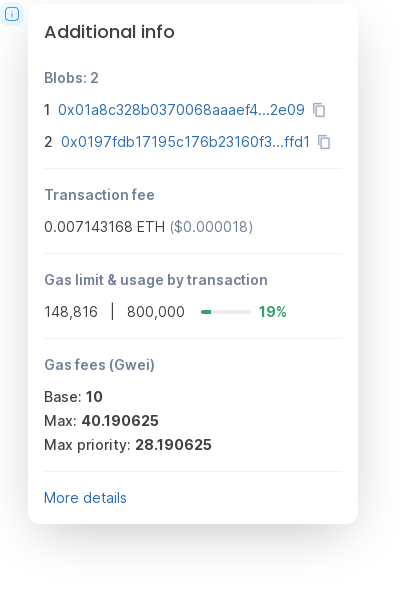 Additional info
Blobs: 2
1 0x01a8c328b0370068aaaef4...2e09
2 0x0197fdb17195c176b23160f3...ffd1
Transaction fee
0.007143168 ETH ($0.000018)
Gas limit & usage by transaction
148,816 | 800,000 19%
Gas fees (Gwei)
Base: 10
Max: 40.190625
Max priority: 28.190625
More details